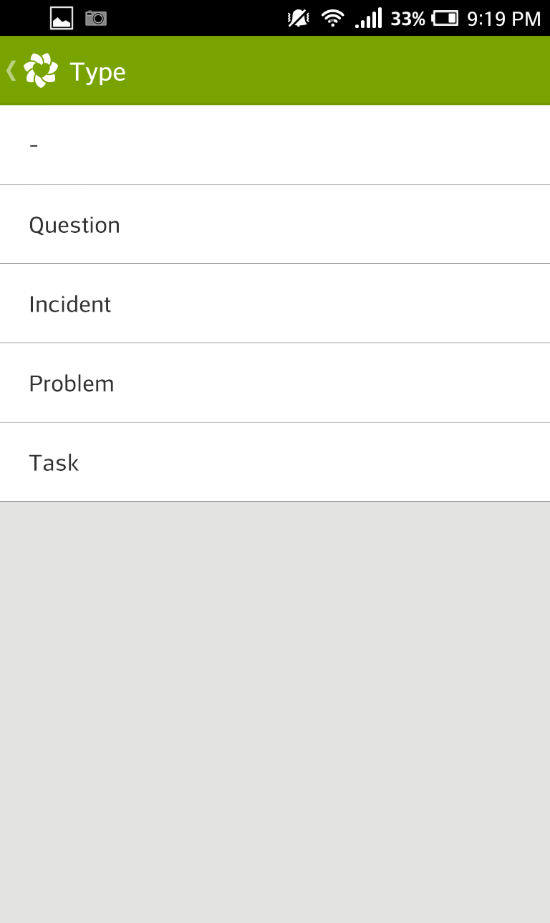 33% 9:19 PM
Type
-
Question
Incident
Problem
Task